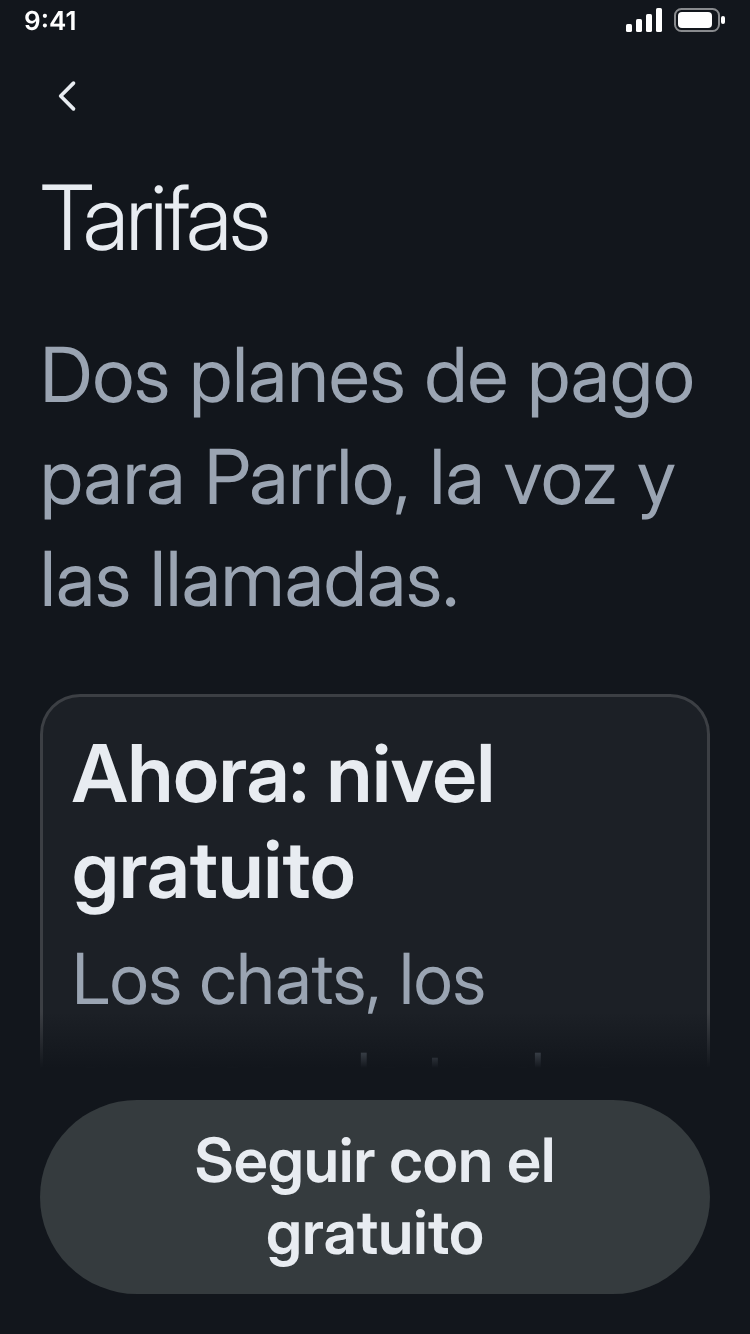 9:41
Tarifas
Dos planes de pago
para Parrlo, la voz y
las llamadas.
Ahora: nivel
gratuito
Los chats, los
Seguir con el
gratuito